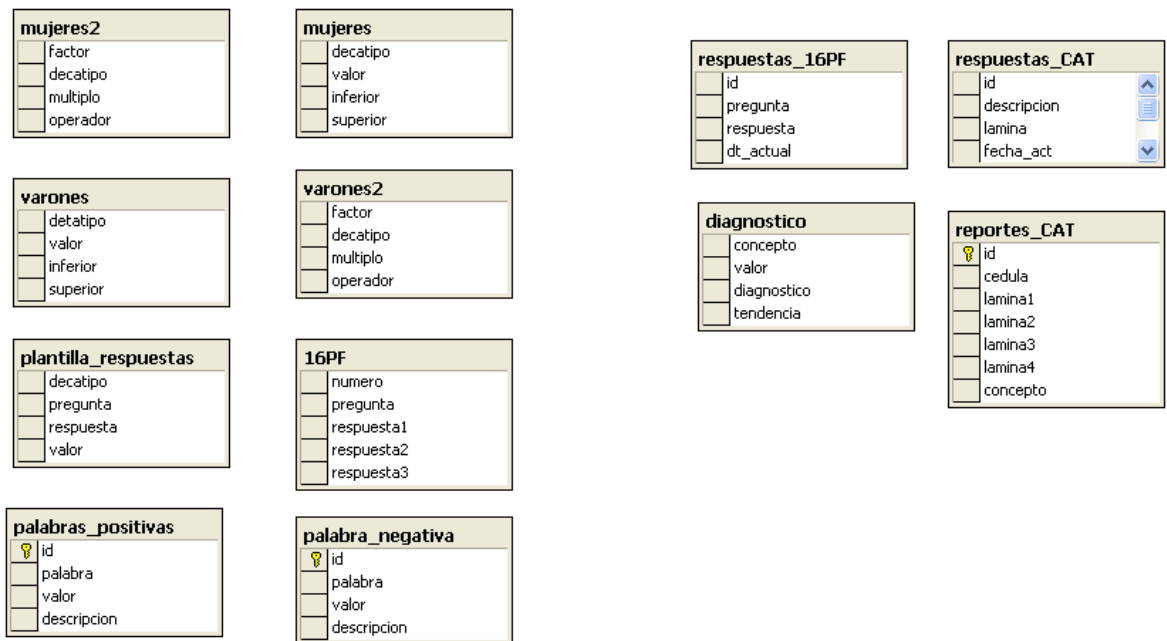 mujeres2
factor
decatipo
multiplo
operador
mujeres
decatipo
valor
inferior
superior
respuestas_16PF
id
pregunta
respuesta
dt_actual
respuestas_CAT
id
descripcion
lamina
fecha_act
varones
detatipo
valor
inferior
superior
varones2
factor
decatipo
multiplo
operador
diagnostico
concepto
valor
diagnostico
tendencia
reportes_CAT
id
cedula
lamina1
lamina2
lamina3
lamina4
concepto
plantilla_respuestas
decatipo
pregunta
respuesta
valor
16PF
numero
pregunta
respuesta1
respuesta2
respuesta3
palabras_positivas
id
palabra
valor
descripcion
palabra_negativa
id
palabra
valor
descripcion